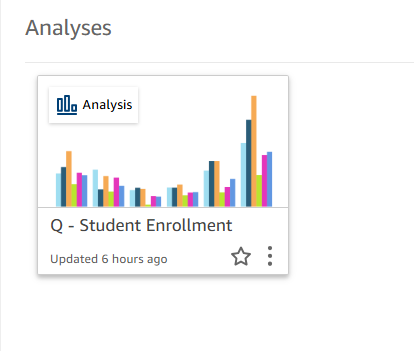 Analyses
Analysis
Q - Student Enrollment
Updated 6 hours ago